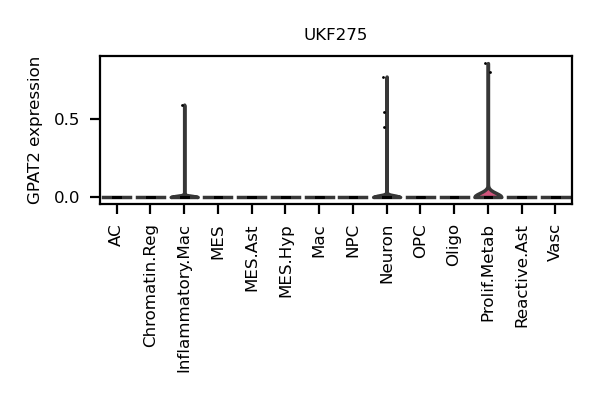 UKF275
GPAT2 expression
0.5
0.0
AC
Chromatin.Reg
Inflammatory.Mac
MES
MES.Ast
MES.Hyp
Mac
NPC
Neuron
OPC
Oligo
Prolif.Metab
Reactive.Ast
Vasc